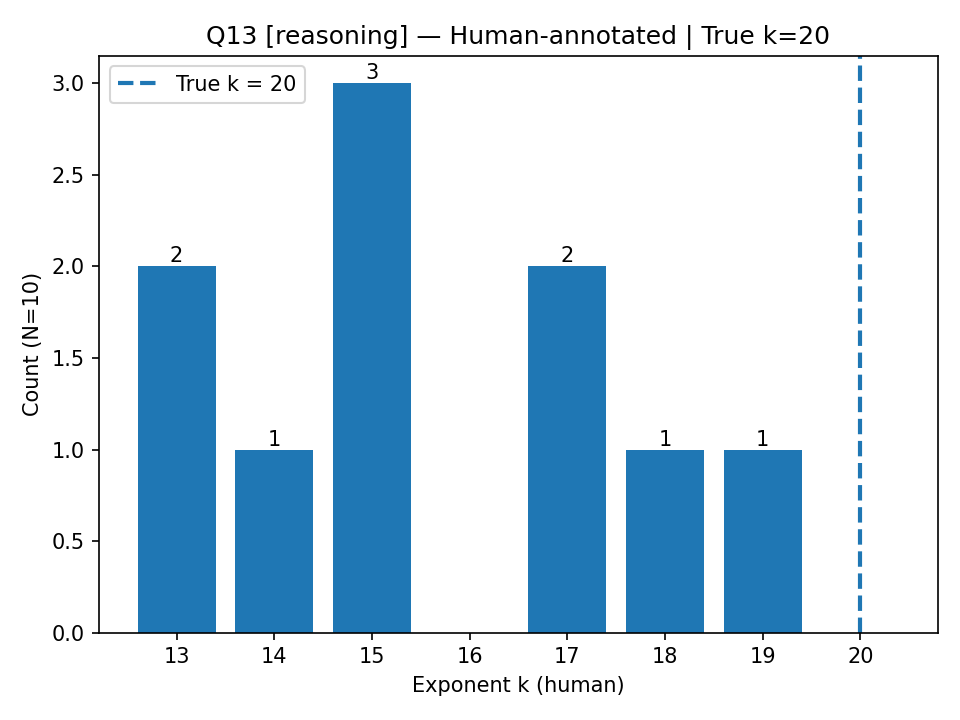 Q13 [reasoning] — Human-annotated | True k=20
True k = 20
Count (N=10)
3.0
2.5
2.0
1.5
1.0
0.5
0.0
2
1
3
2
1
1
13 14 15 16 17 18 19 20
Exponent k (human)